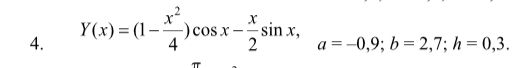 4. Y(x) = (1 − x²/4) cos x − x/2 sin x, a = –0,9; b = 2,7; h = 0,3.